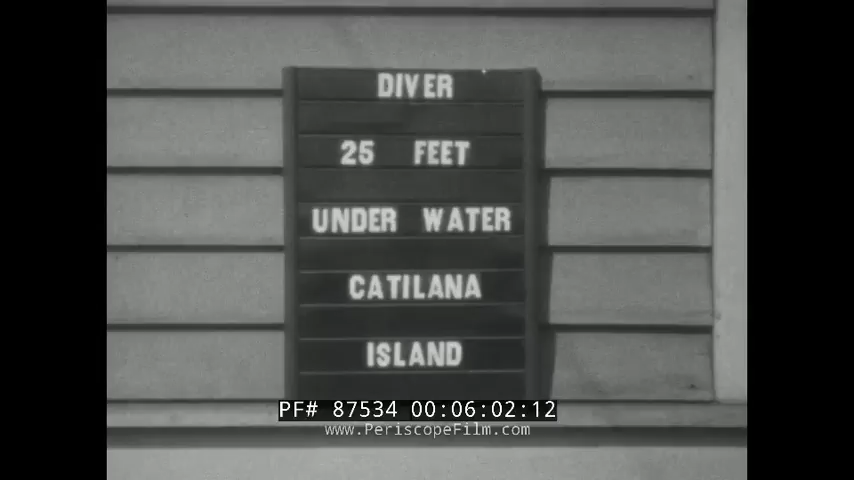 DIVER
25 FEET
UNDER WATER
CATILANA
ISLAND
PF# 87534 00:06:02:12
www.PeriscopeFilm.com